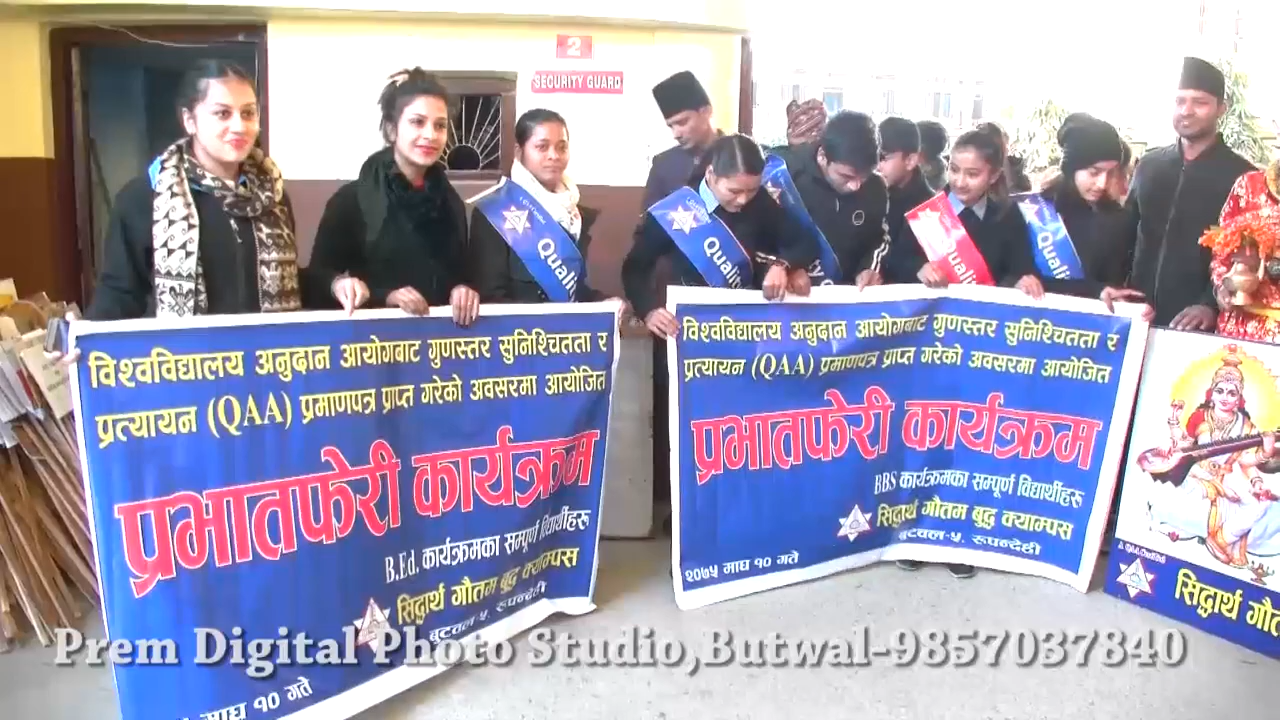 2
SECURITY GUARD
Quality
Quality
Quality
Quality
विश्वविद्यालय अनुदान आयोगबाट गुणस्तर सुनिश्चितता र
प्रत्यायन (QAA) प्रमाणपत्र प्राप्त गरेको अवसरमा आयोजित
प्रभातफेरी कार्यक्रम
B.Ed. कार्यक्रमका सम्पूर्ण विद्यार्थीहरू
सिद्धार्थ गौतम बुद्ध क्याम्पस
बुटवल-५, रुपन्देही
माघ १० गते
विश्वविद्यालय अनुदान आयोगबाट गुणस्तर सुनिश्चितता र
प्रत्यायन (QAA) प्रमाणपत्र प्राप्त गरेको अवसरमा आयोजित
प्रभातफेरी कार्यक्रम
BBS कार्यक्रमका सम्पूर्ण विद्यार्थीहरू
सिद्धार्थ गौतम बुद्ध क्याम्पस
बुटवल-५, रुपन्देही
२०७५ माघ १० गते
सिद्धार्थ
Prem Digital Photo Studio,Butwal-9857037840